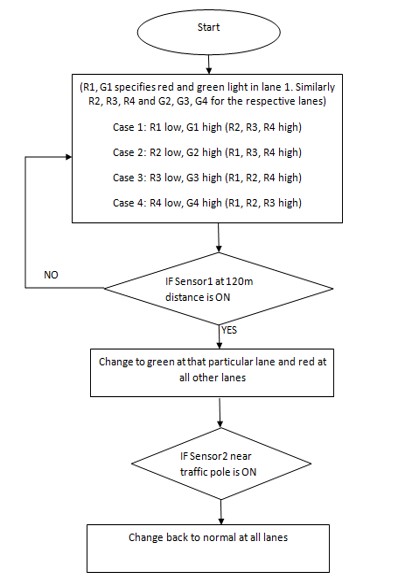 Start
(R1, G1 specifies red and green light in lane 1. Similarly
R2, R3, R4 and G2, G3, G4 for the respective lanes)
Case 1: R1 low, G1 high (R2, R3, R4 high)
Case 2: R2 low, G2 high (R1, R3, R4 high)
Case 3: R3 low, G3 high (R1, R2, R4 high)
Case 4: R4 low, G4 high (R1, R2, R3 high)
NO
IF Sensor1 at 120m
distance is ON
YES
Change to green at that particular lane and red at
all other lanes
IF Sensor2 near
traffic pole is ON
Change back to normal at all lanes